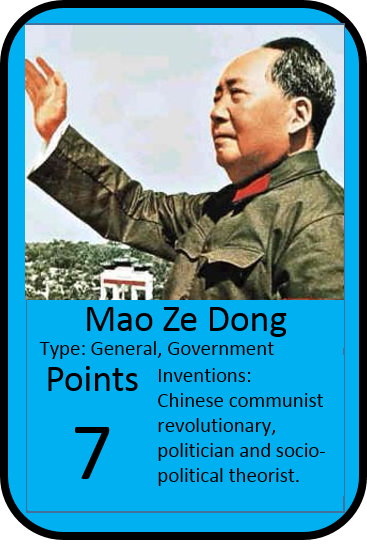 Mao Ze Dong
Type: General, Government
Points
7
Inventions:
Chinese communist
revolutionary,
politician and socio-
political theorist.